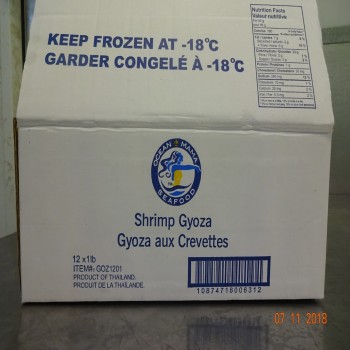 Nutrition Facts
Valeur nutritive
KEEP FROZEN AT -18°C
GARDER CONGELÉ À -18°C
OCEAN MAMA
SEAFOOD
Shrimp Gyoza
Gyoza aux Crevettes
12 x 1lb
ITEM#: GOZ1201
PRODUCT OF THAILAND.
PRODUIT DE LA THAÏLANDE.
10874718006312
07 11 2018